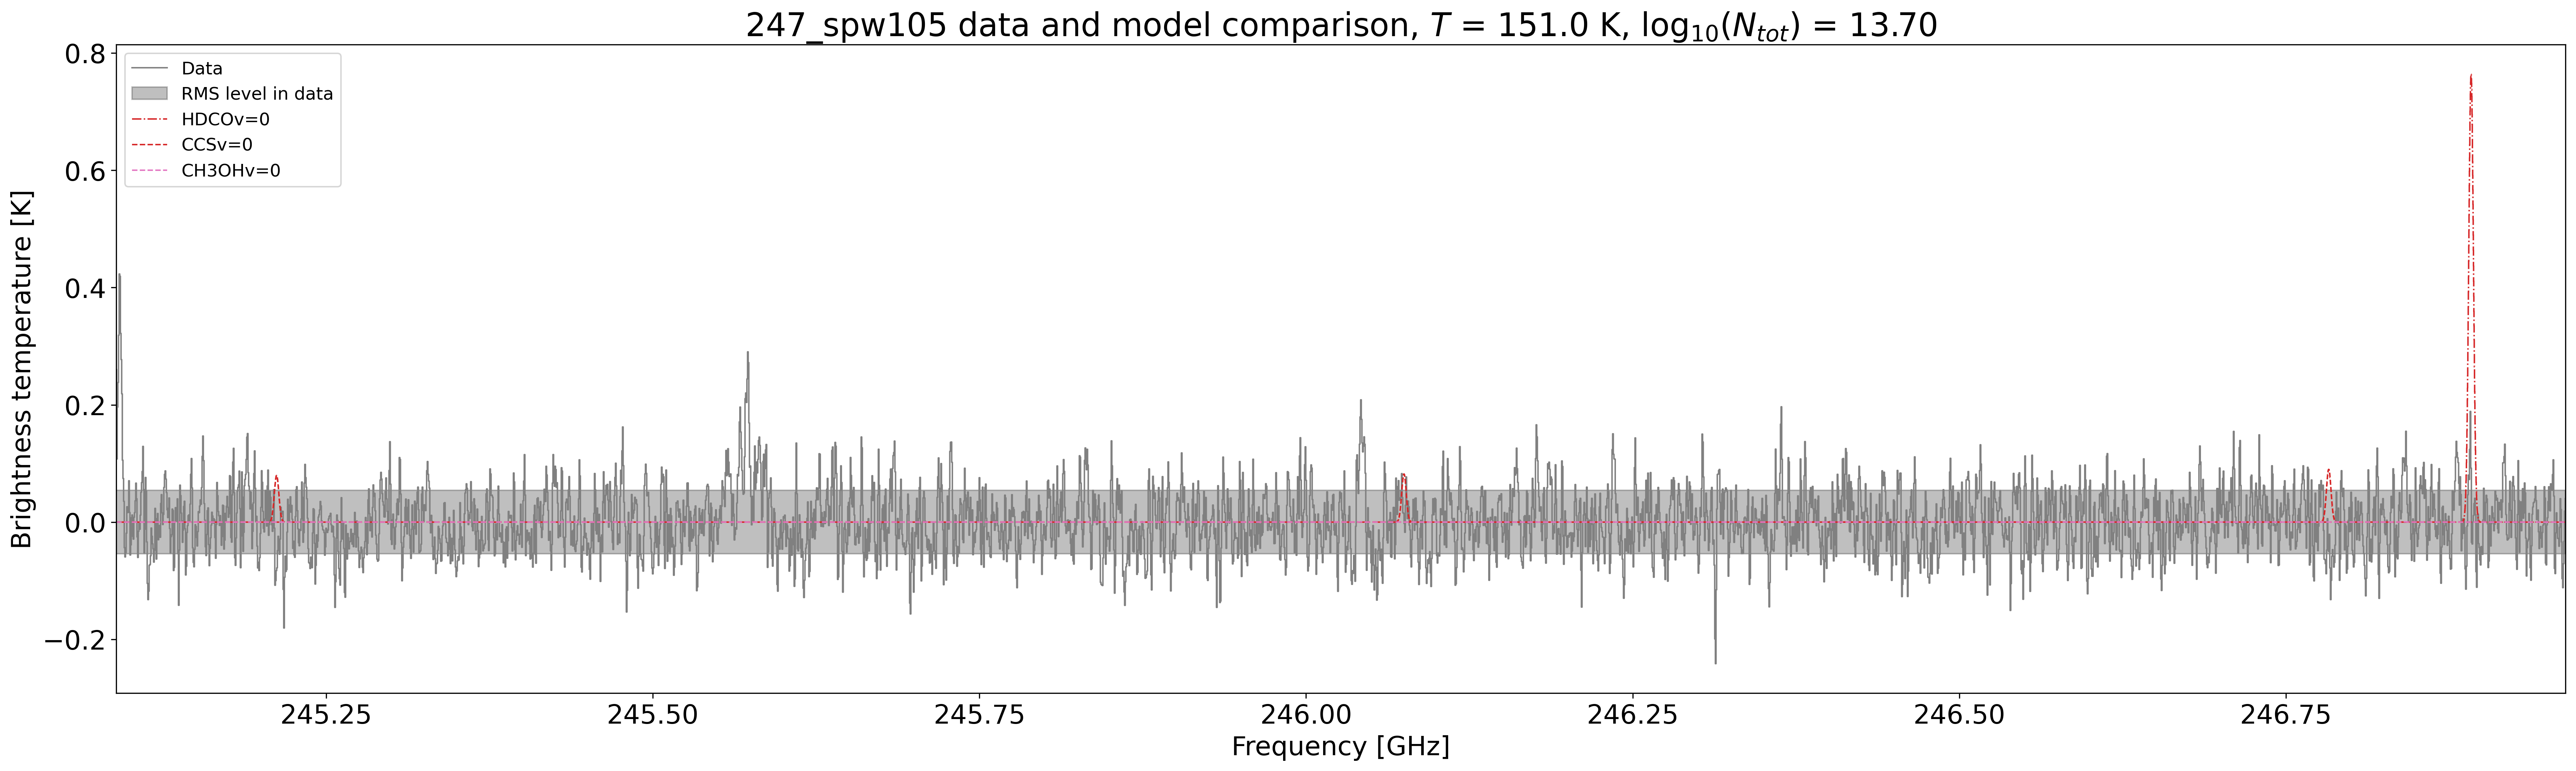 247_spw105 data and model comparison, T = 151.0 K, log₁₀(Nₜₒₜ) = 13.70
0.8
0.6
0.4
0.2
0.0
−0.2
Brightness temperature [K]
Data
RMS level in data
HDCOv=0
CCSv=0
CH3OHv=0
245.25
245.50
245.75
246.00
246.25
246.50
246.75
Frequency [GHz]